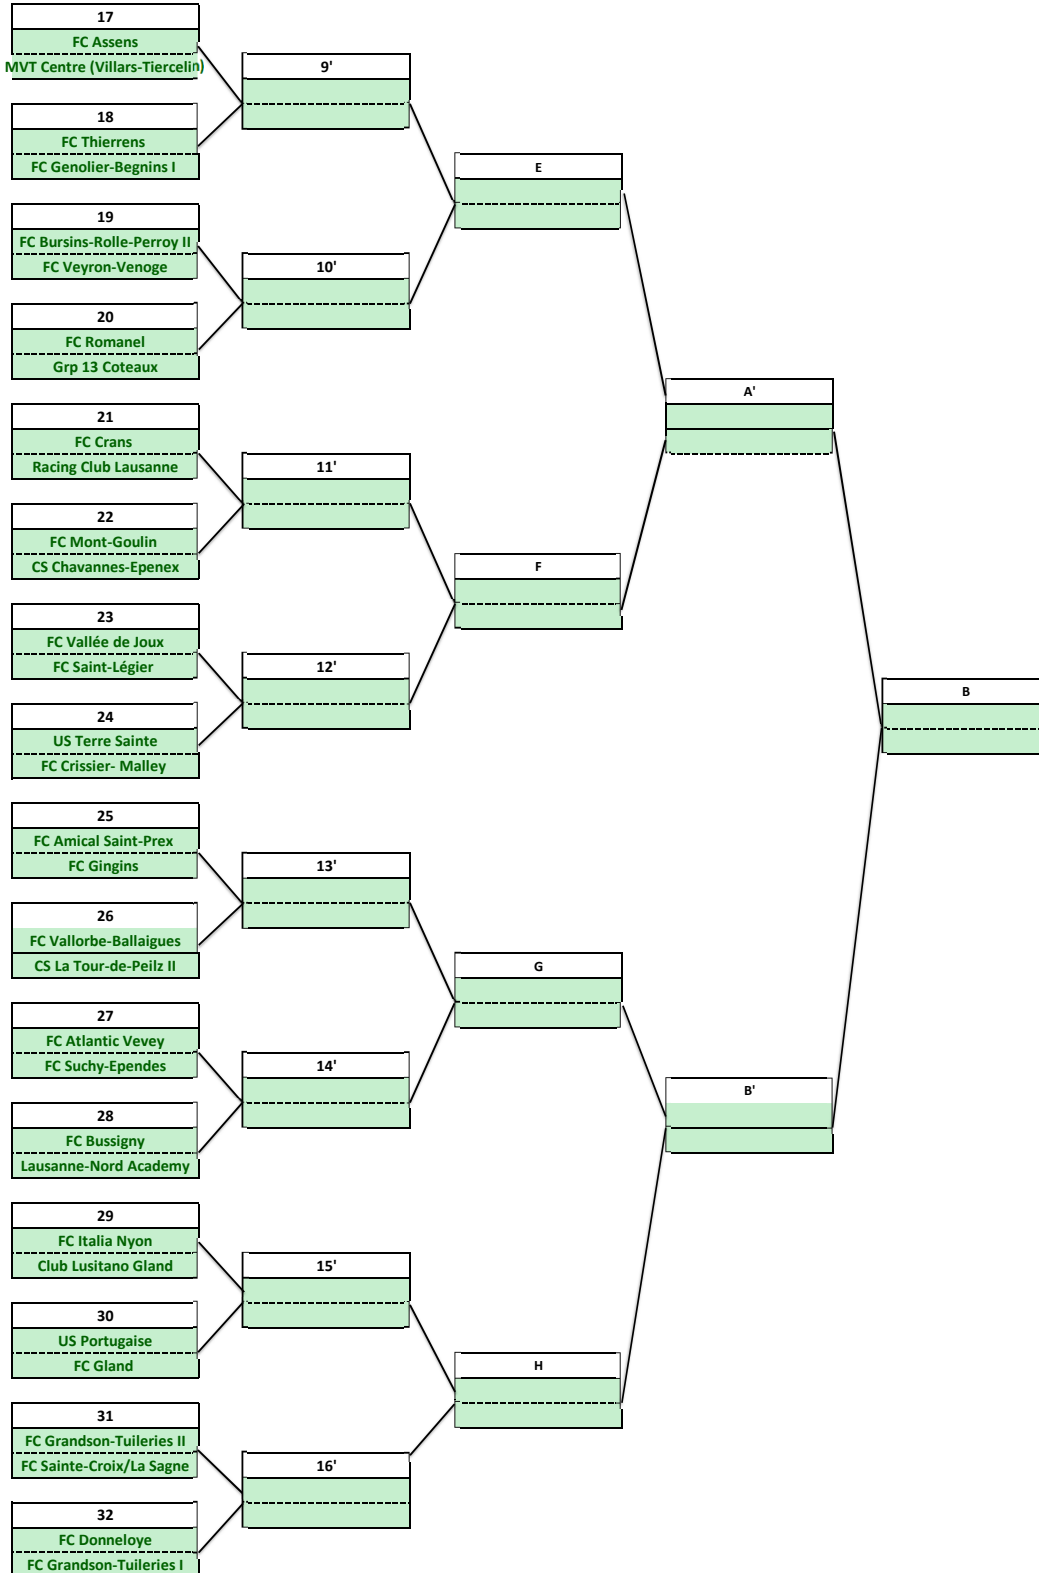 17
FC Assens
MVT Centre (Villars-Tiercelin)
18
FC Thierrens
FC Genolier-Begnins I
19
FC Bursins-Rolle-Perroy II
FC Veyron-Venoge
20
FC Romanel
Grp 13 Coteaux
21
FC Crans
Racing Club Lausanne
22
FC Mont-Goulin
CS Chavannes-Epenex
23
FC Vallée de Joux
FC Saint-Légier
24
US Terre Sainte
FC Crissier- Malley
25
FC Amical Saint-Prex
FC Gingins
26
FC Vallorbe-Ballaigues
CS La Tour-de-Peilz II
27
FC Atlantic Vevey
FC Suchy-Ependes
28
FC Bussigny
Lausanne-Nord Academy
29
FC Italia Nyon
Club Lusitano Gland
30
US Portugaise
FC Gland
31
FC Grandson-Tuileries II
FC Sainte-Croix/La Sagne
32
FC Donneloye
FC Grandson-Tuileries I
9'
10'
11'
12'
13'
14'
15'
16'
E
F
G
H
A'
B'
B